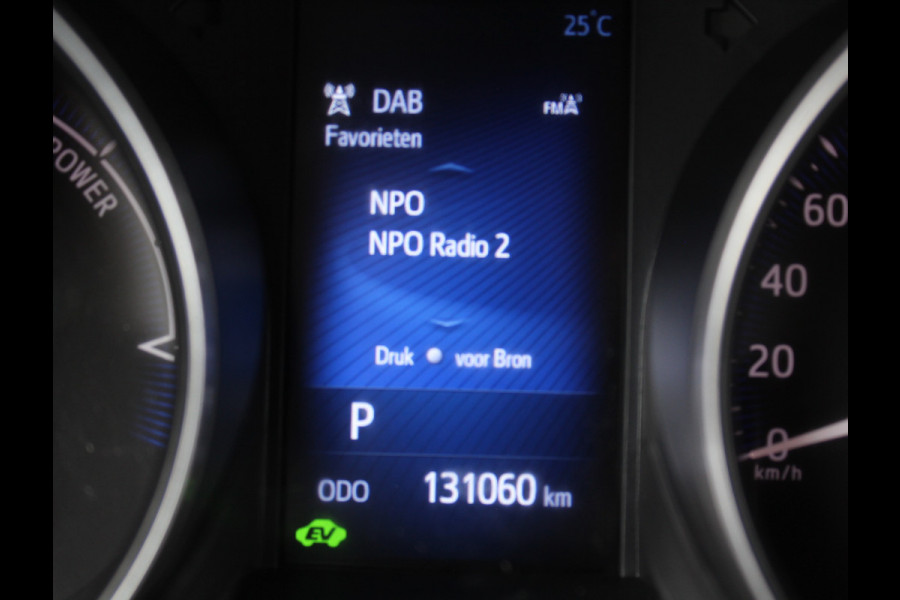 25°C
DAB
FM
Favorieten
NPO
NPO Radio 2
Druk voor Bron
P
ODO 131060 km
EV
POWER
60
40
20
0
km/h